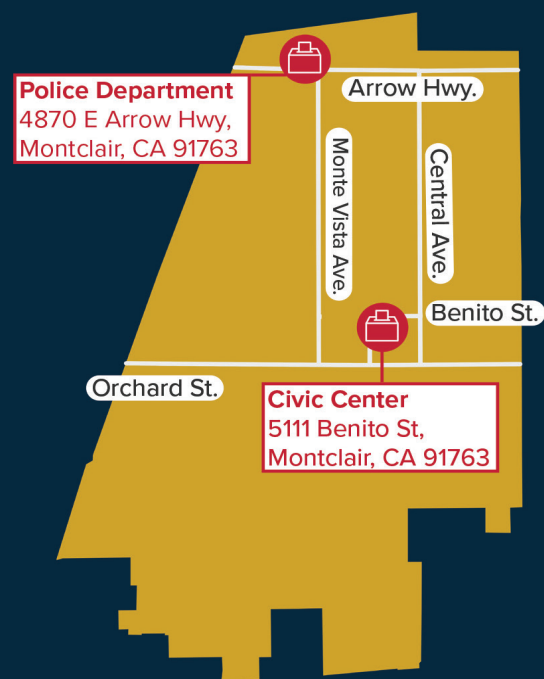 Police Department
4870 E Arrow Hwy,
Montclair, CA 91763
Arrow Hwy.
Monte Vista Ave.
Central Ave.
Benito St.
Orchard St.
Civic Center
5111 Benito St,
Montclair, CA 91763